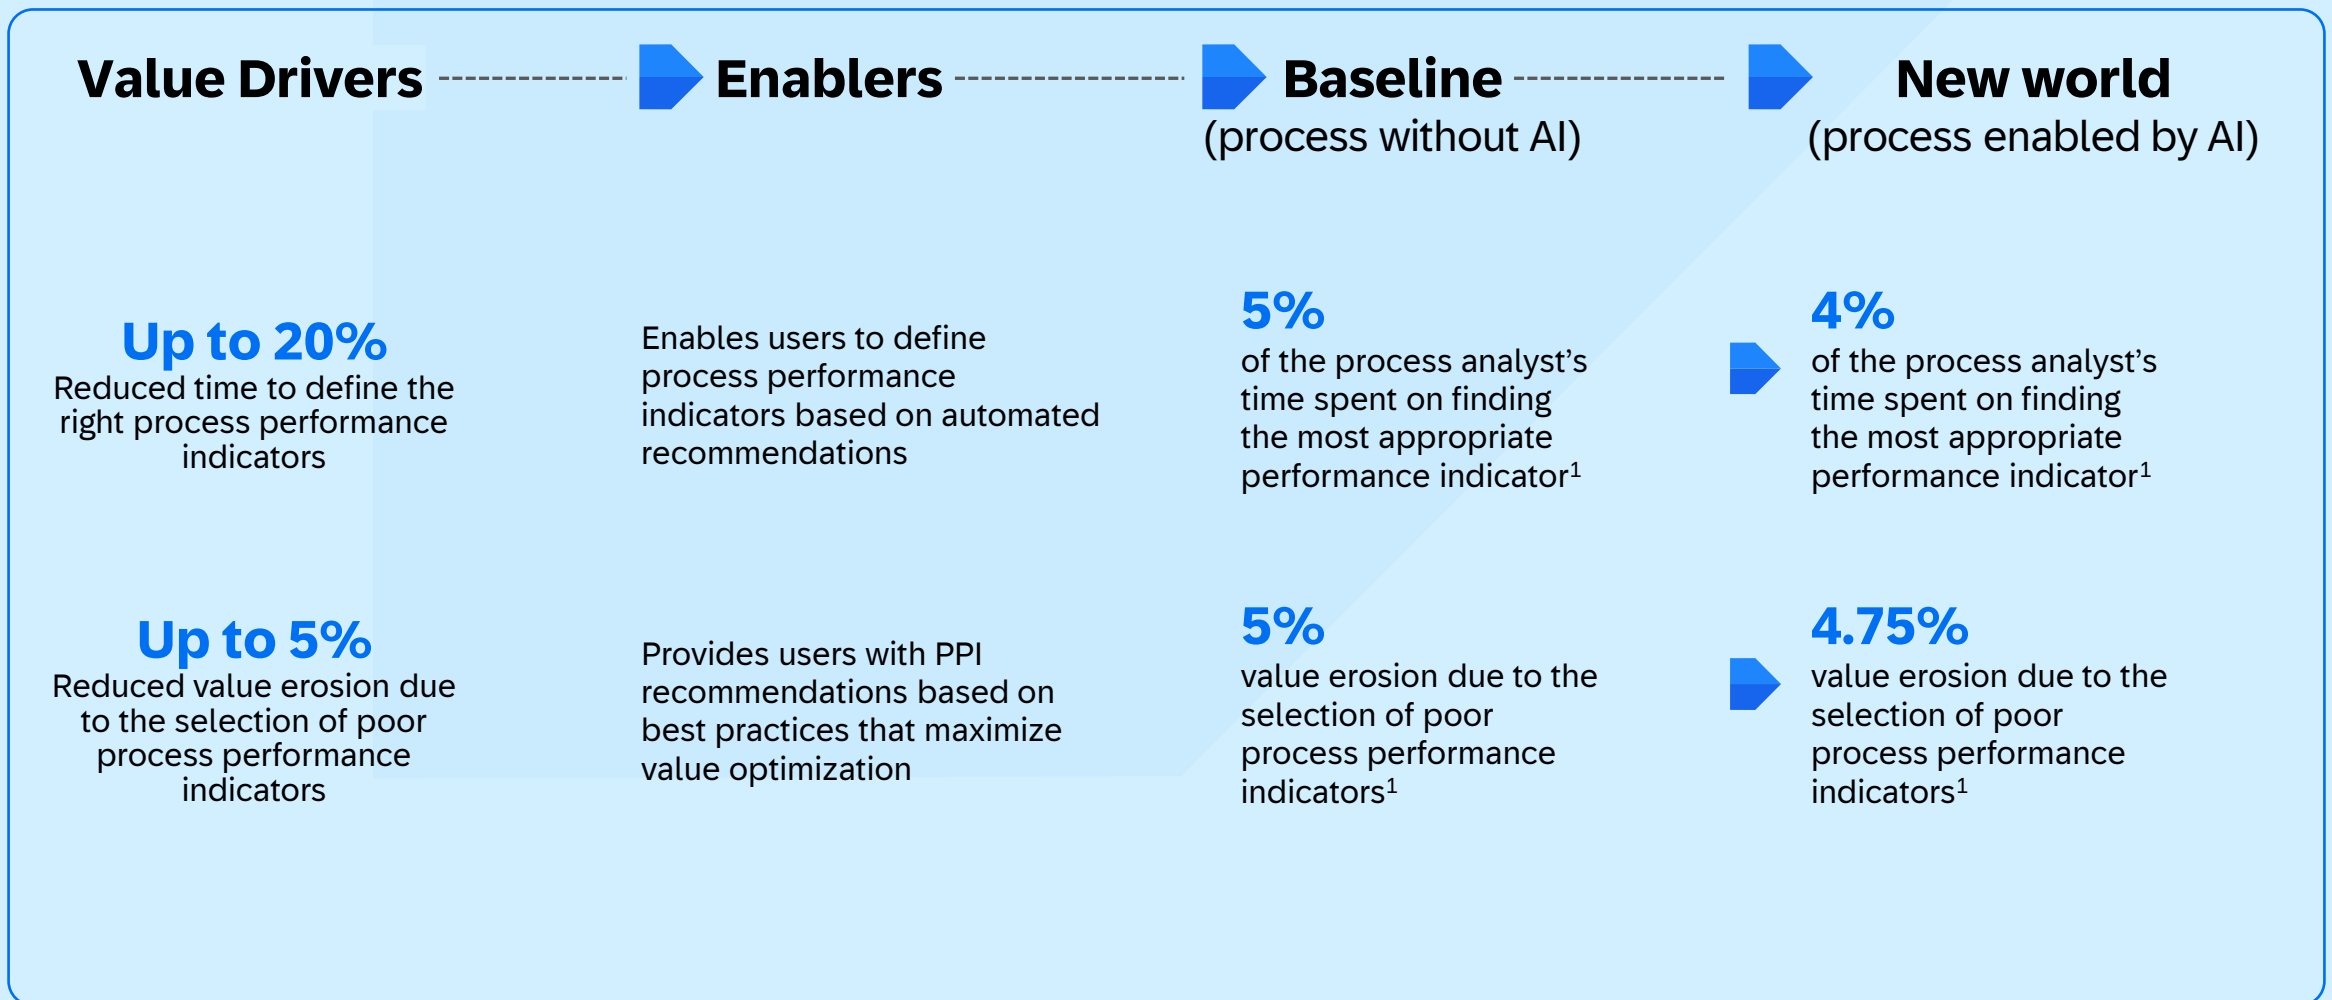 Value Drivers
Enablers
Baseline
(process without AI)
New world
(process enabled by AI)
Up to 20%
Reduced time to define the
right process performance
indicators
Enables users to define
process performance
indicators based on automated
recommendations
5%
of the process analyst’s
time spent on finding
the most appropriate
performance indicator¹
4%
of the process analyst’s
time spent on finding
the most appropriate
performance indicator¹
Up to 5%
Reduced value erosion due
to the selection of poor
process performance
indicators
Provides users with PPI
recommendations based on
best practices that maximize
value optimization
5%
value erosion due to the
selection of poor
process performance
indicators¹
4.75%
value erosion due to the
selection of poor
process performance
indicators¹